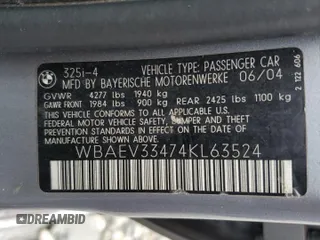 BMW
325i-4 VEHICLE TYPE: PASSENGER CAR
MFD BY BAYERISCHE MOTORENWERKE 06/04
GVWR 4277 lbs 1940 kg
GAWR FRONT 1984 lbs 900 kg REAR 2425 lbs 1100 kg
THIS VEHICLE CONFORMS TO ALL APPLICABLE
FEDERAL MOTOR VEHICLE SAFETY, BUMPER, AND
THEFT PREVENTION STANDARDS IN EFFECT ON
THE DATE OF MANUFACTURE SHOWN ABOVE.
WBAEV33474KL63524
2 122 606
DREAMBID
DREAMBID.COM